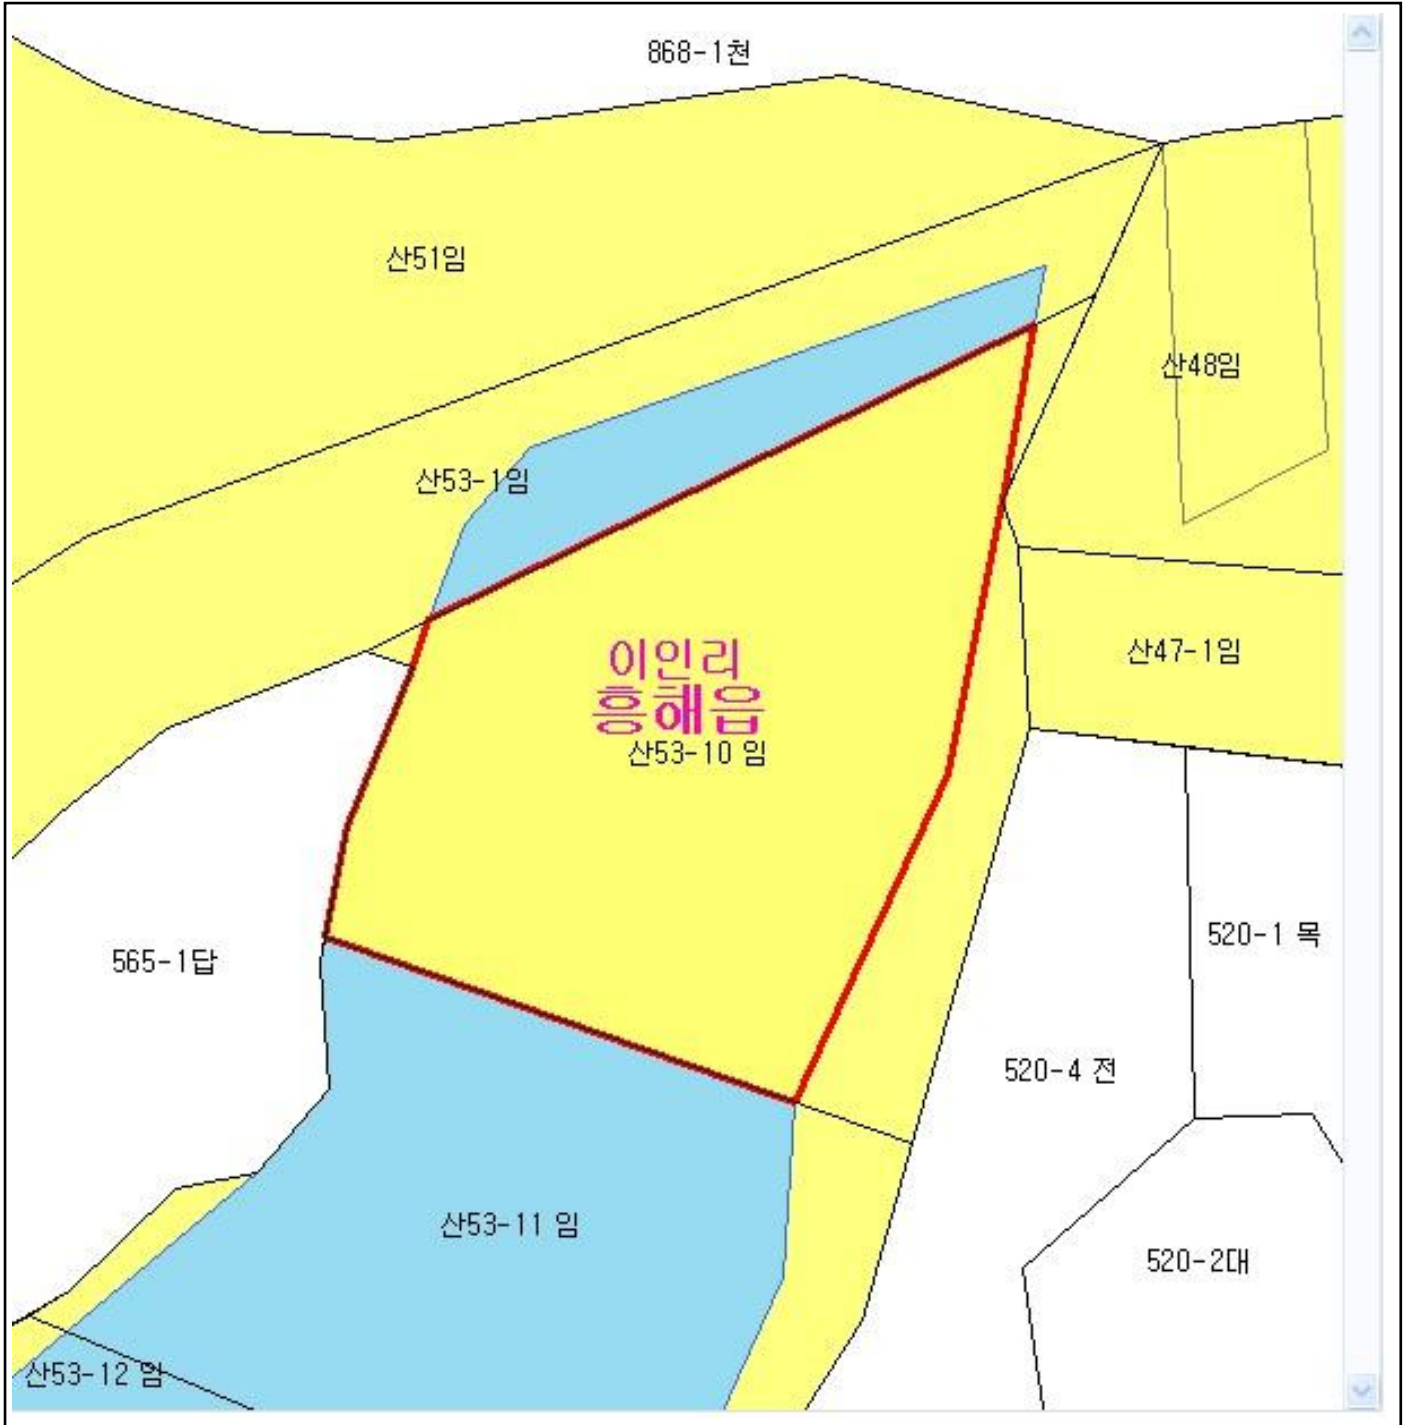 868-1천
산51임
산48임
산53-1임
산47-1임
이인리
흥해읍
산53-10 임
520-1 목
565-1답
520-4 전
산53-11 임
520-2대
산53-12 임